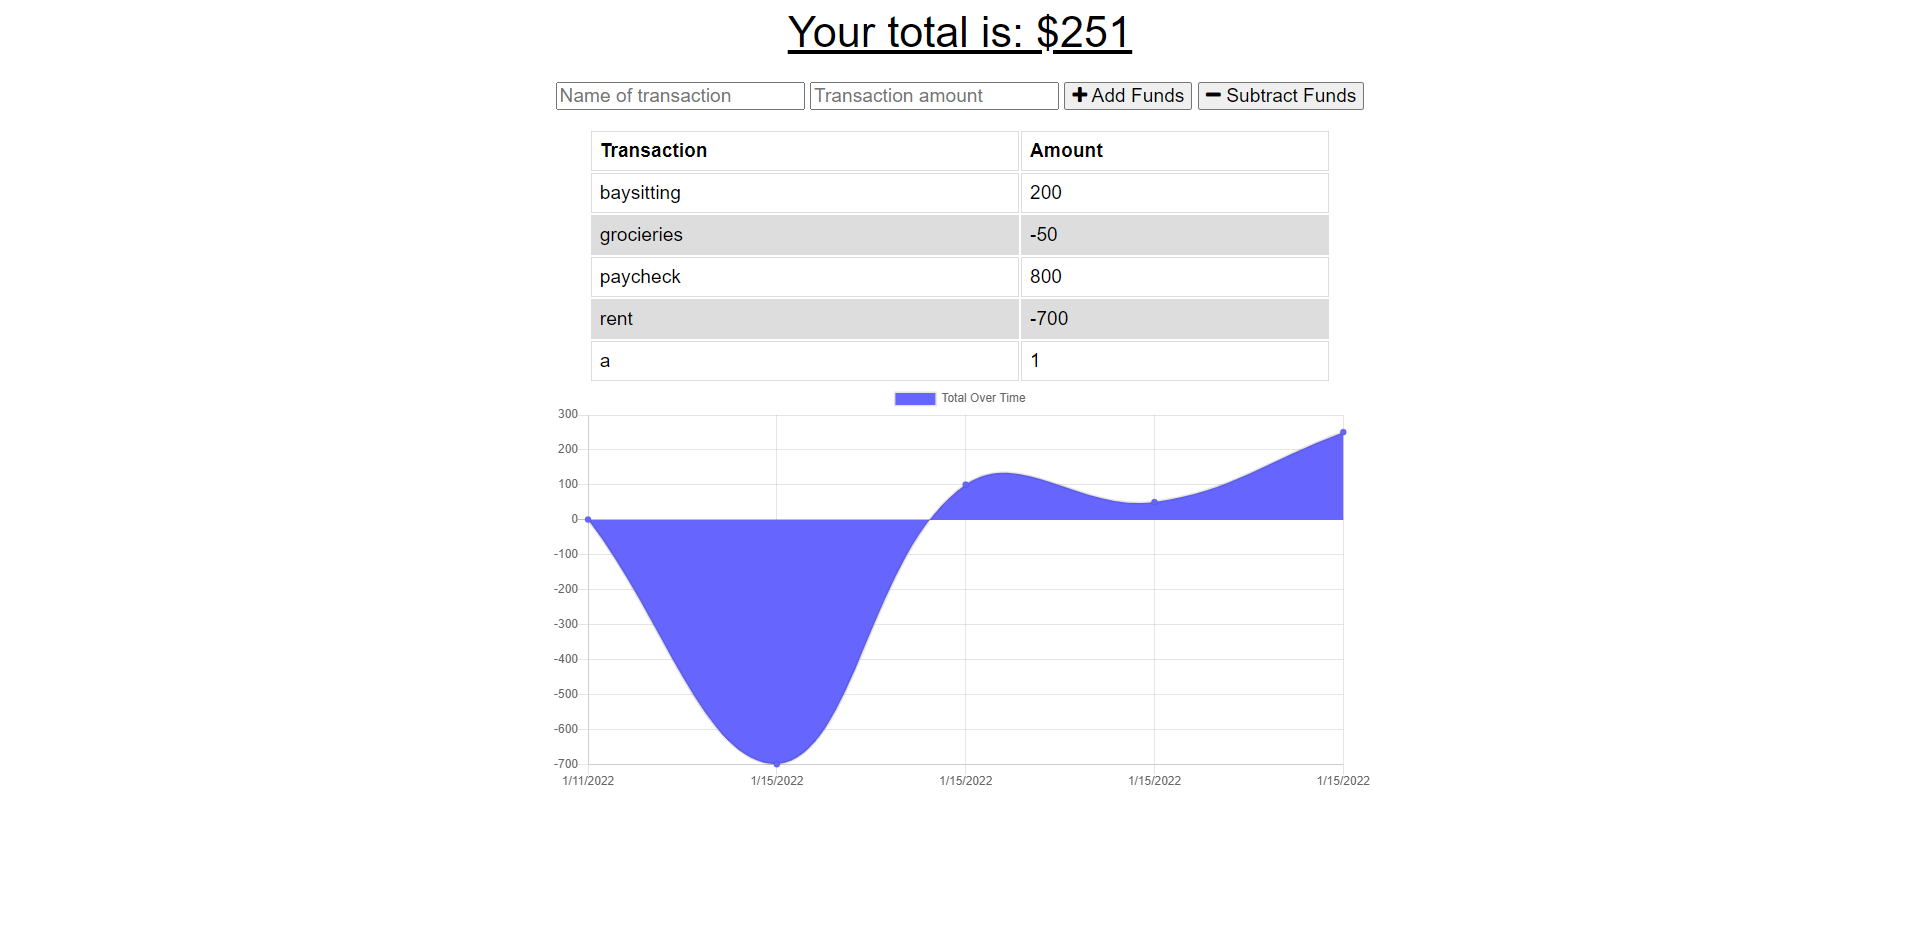 Your total is: $251
Name of transaction Transaction amount Add Funds Subtract Funds
Transaction Amount
baysitting 200
grocieries -50
paycheck 800
rent -700
a 1
Total Over Time
300
200
100
0
-100
-200
-300
-400
-500
-600
-700
1/11/2022 1/15/2022 1/15/2022 1/15/2022 1/15/2022